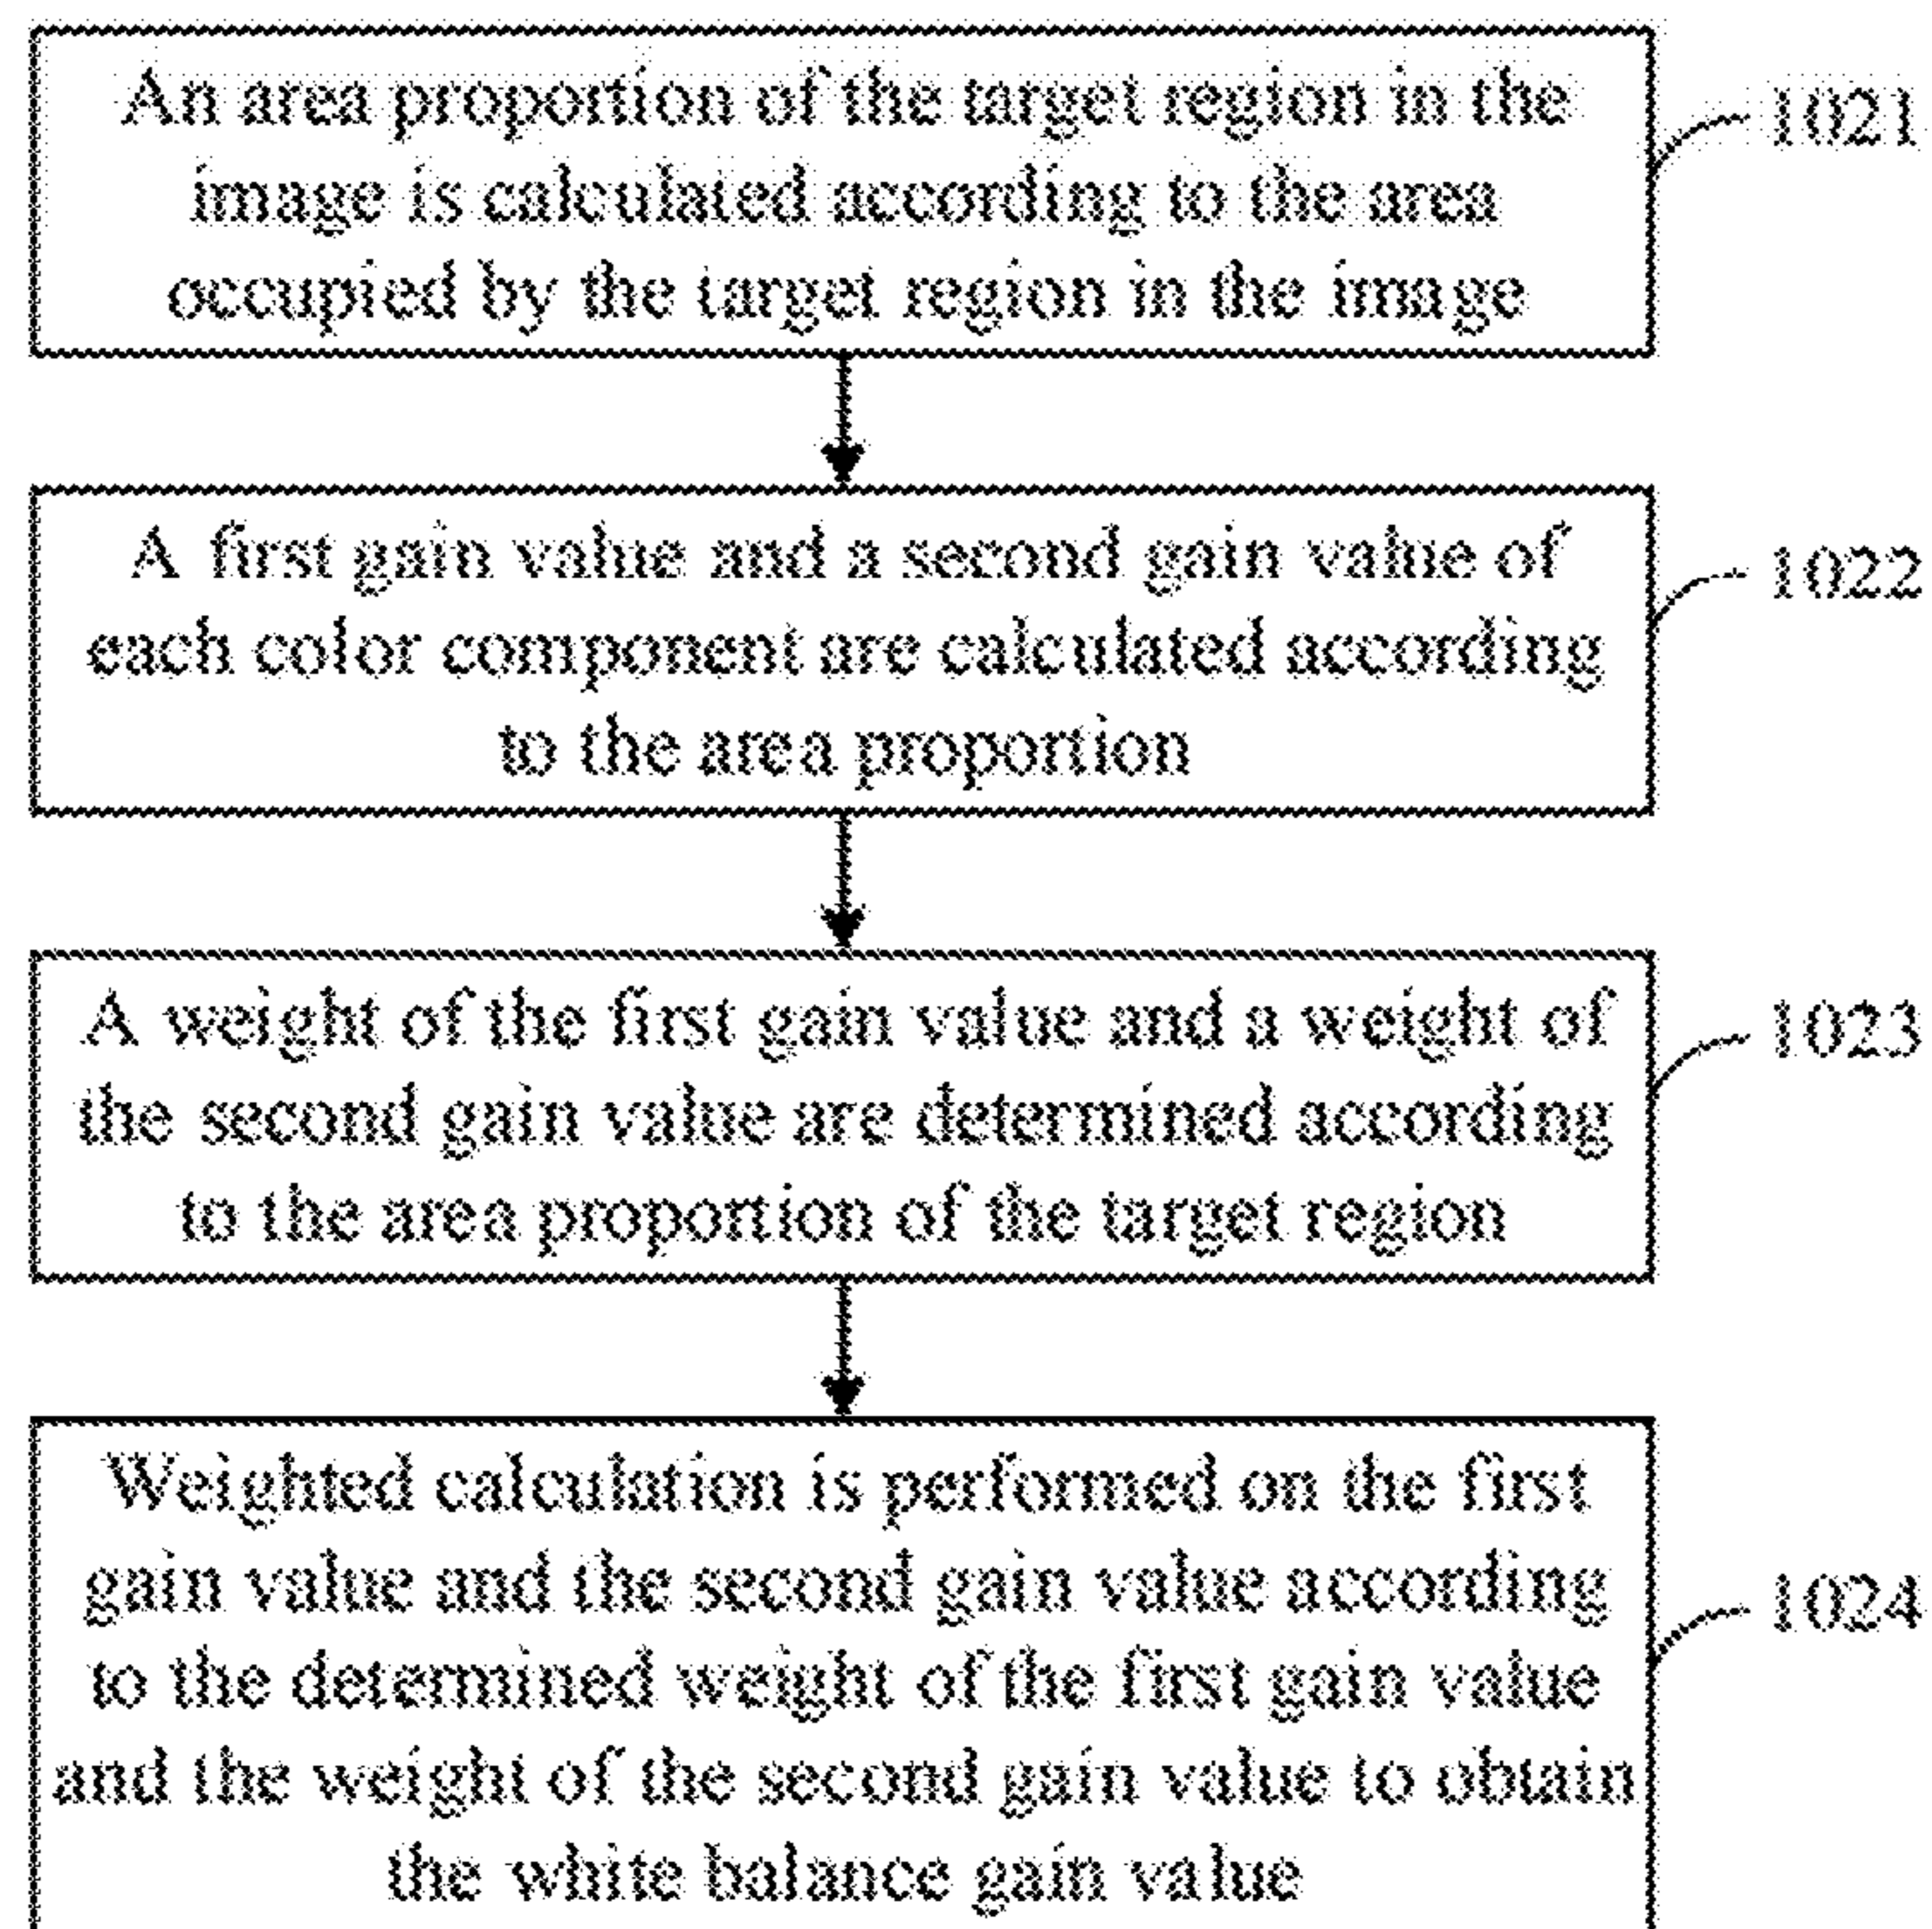 An area proportion of the target region in the
image is calculated according to the area
occupied by the target region in the image
1021
A first gain value and a second gain value of
each color component are calculated according
to the area proportion
1022
A weight of the first gain value and a weight of
the second gain value are determined according
to the area proportion of the target region
1023
Weighted calculation is performed on the first
gain value and the second gain value according
to the determined weight of the first gain value
and the weight of the second gain value to obtain
the white balance gain value
1024